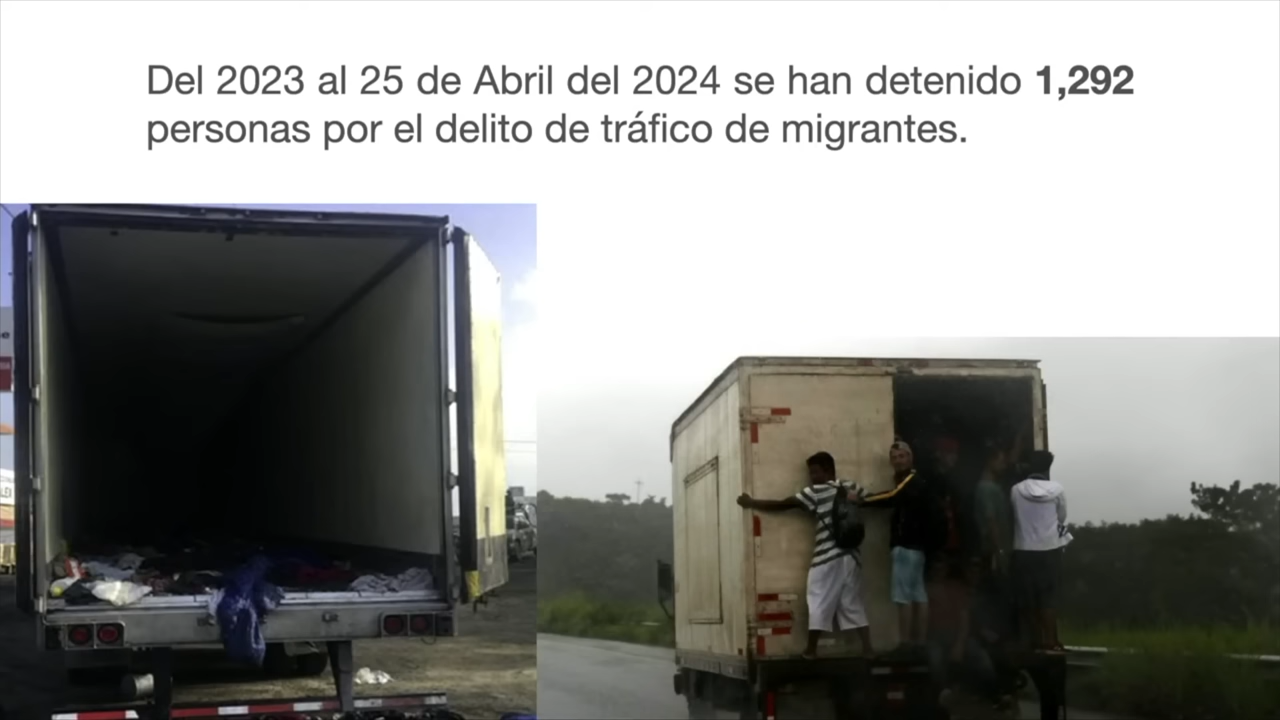 Del 2023 al 25 de Abril del 2024 se han detenido 1,292
personas por el delito de tráfico de migrantes.